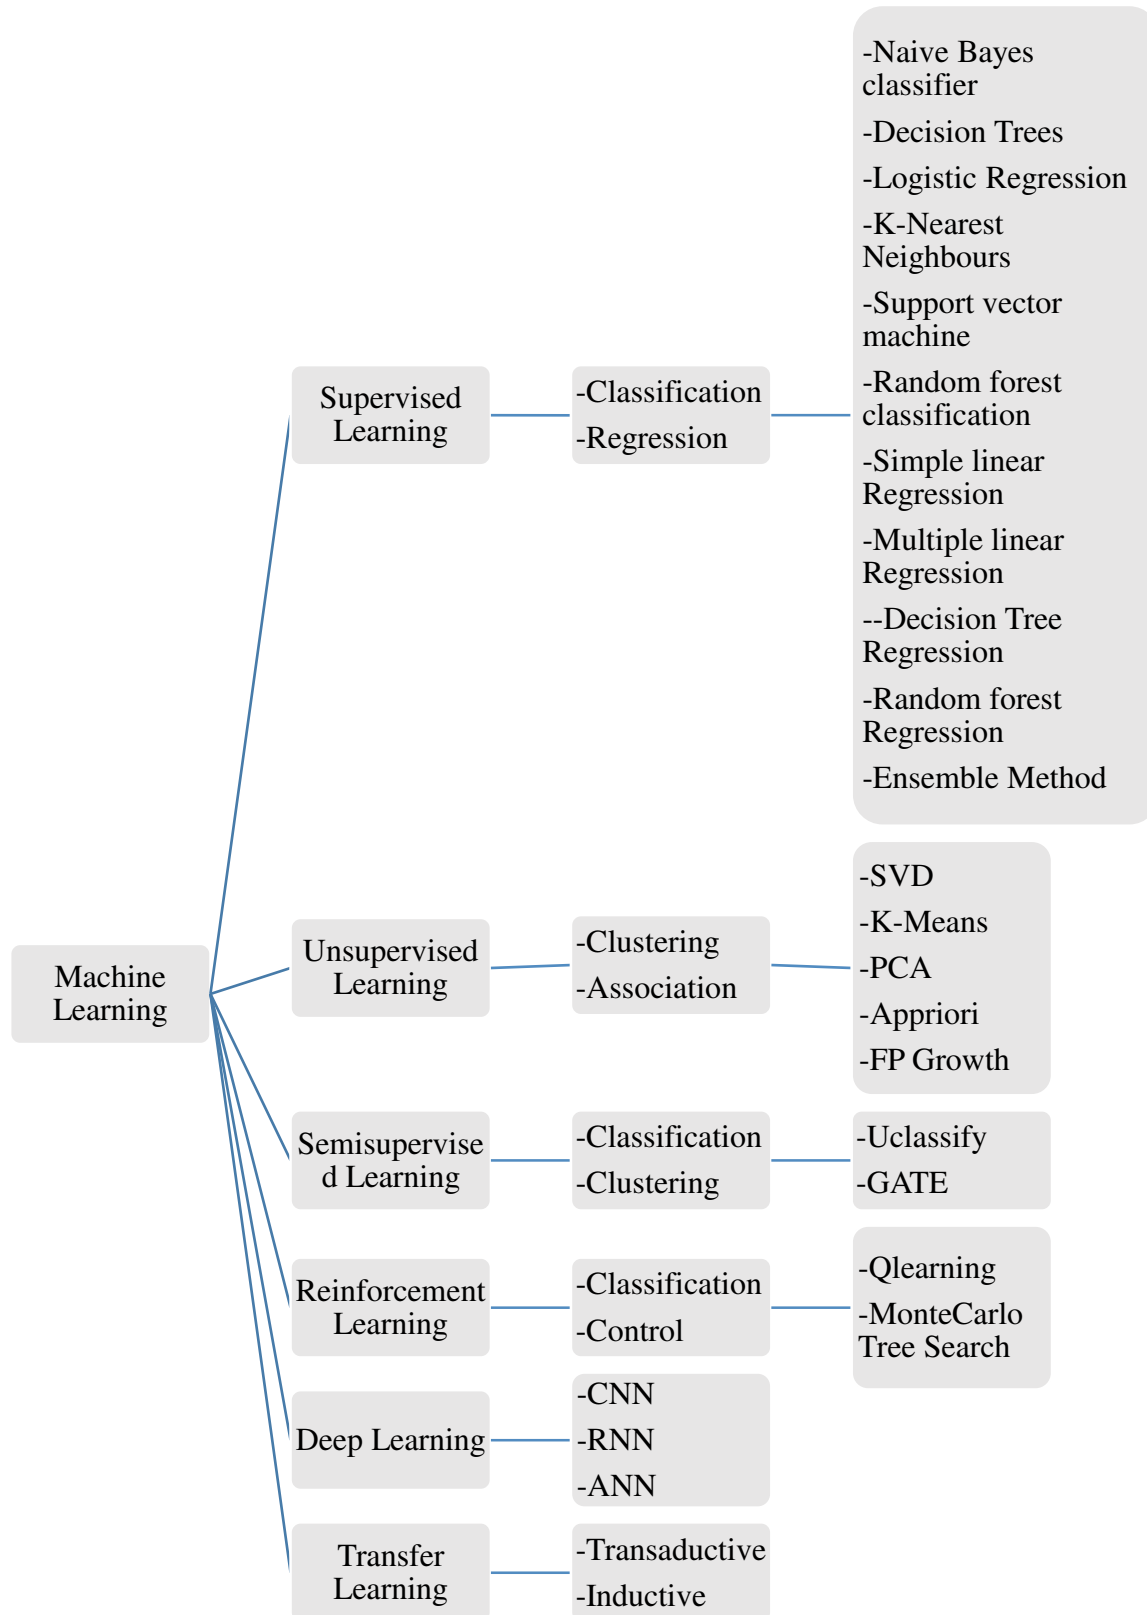 Machine
Learning
Supervised
Learning
-Classification
-Regression
-Naive Bayes
classifier
-Decision Trees
-Logistic Regression
-K-Nearest
Neighbours
-Support vector
machine
-Random forest
classification
-Simple linear
Regression
-Multiple linear
Regression
--Decision Tree
Regression
-Random forest
Regression
-Ensemble Method
Unsupervised
Learning
-Clustering
-Association
-SVD
-K-Means
-PCA
-Appriori
-FP Growth
Semisupervise
d Learning
-Classification
-Clustering
-Uclassify
-GATE
Reinforcement
Learning
-Classification
-Control
-Qlearning
-MonteCarlo
Tree Search
Deep Learning
-CNN
-RNN
-ANN
Transfer
Learning
-Transaductive
-Inductive